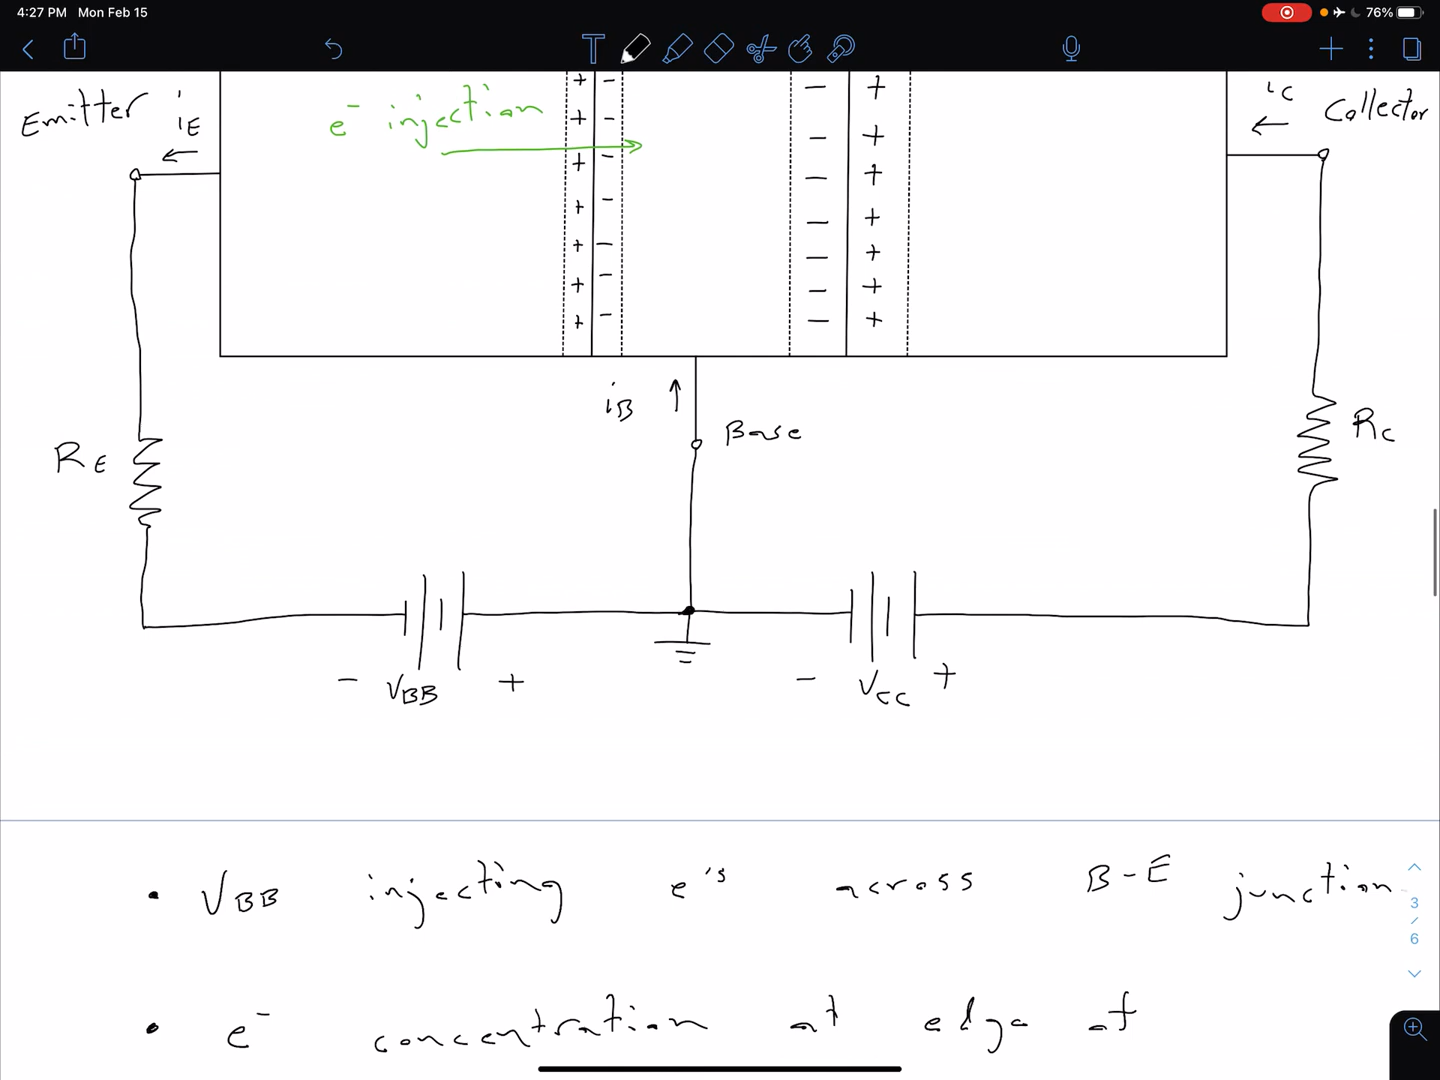 4:27 PM Mon Feb 15
76%
T
Emitter iE
e⁻ injection
iC Collector
iB
Base
RE
RC
- VBB +
- VCC +
• VBB injecting e's across B-E junction
3
/
6
• e⁻ concentration at edge of